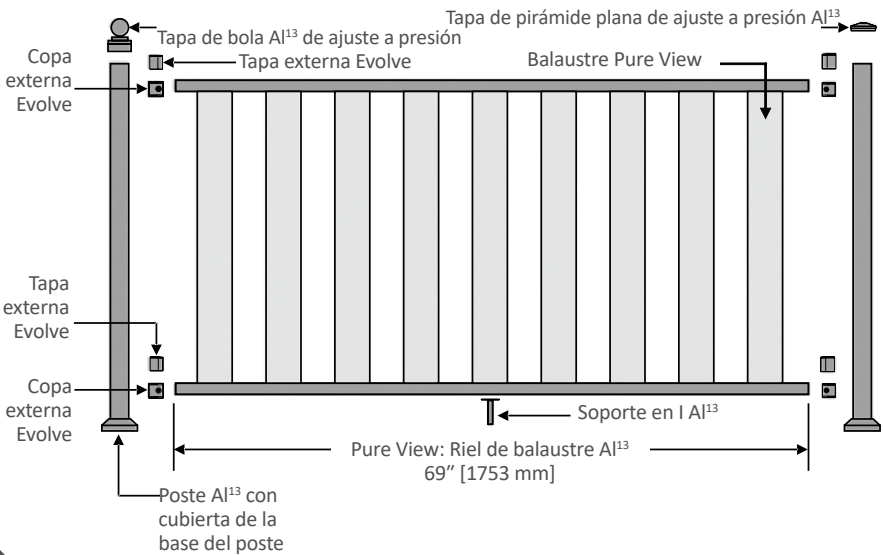 Tapa de pirámide plana de ajuste a presión Al¹³
Tapa de bola Al¹³ de ajuste a presión
Copa
externa
Evolve
Tapa externa Evolve
Balaustre Pure View
Tapa
externa
Evolve
Copa
externa
Evolve
Soporte en I Al¹³
Pure View: Riel de balaustre Al¹³
69″ [1753 mm]
Poste Al¹³ con
cubierta de la
base del poste